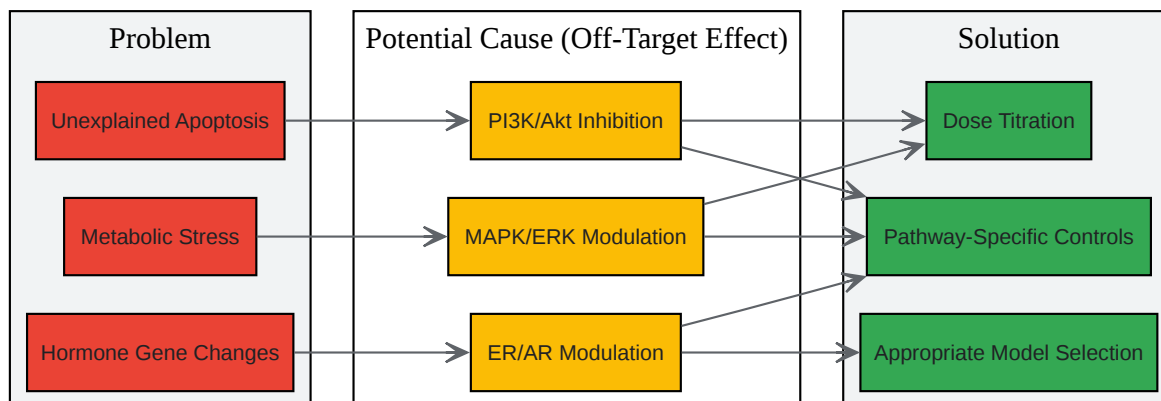 Problem
Potential Cause (Off-Target Effect)
Solution
Unexplained Apoptosis
PI3K/Akt Inhibition
Dose Titration
Metabolic Stress
MAPK/ERK Modulation
Pathway-Specific Controls
Hormone Gene Changes
ER/AR Modulation
Appropriate Model Selection